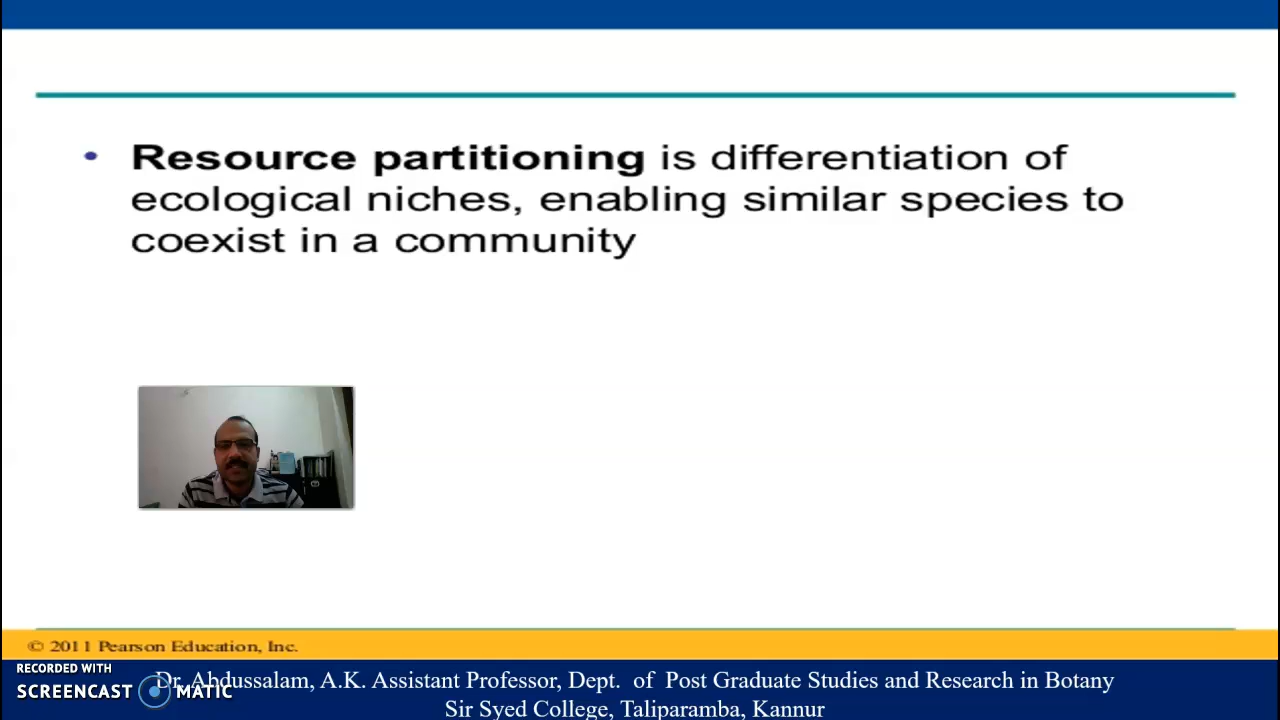 • Resource partitioning is differentiation of
ecological niches, enabling similar species to
coexist in a community
© 2011 Pearson Education, Inc.
RECORDED WITH
SCREENCAST MATIC
Dr. Abdussalam, A.K. Assistant Professor, Dept. of Post Graduate Studies and Research in Botany
Sir Syed College, Taliparamba, Kannur